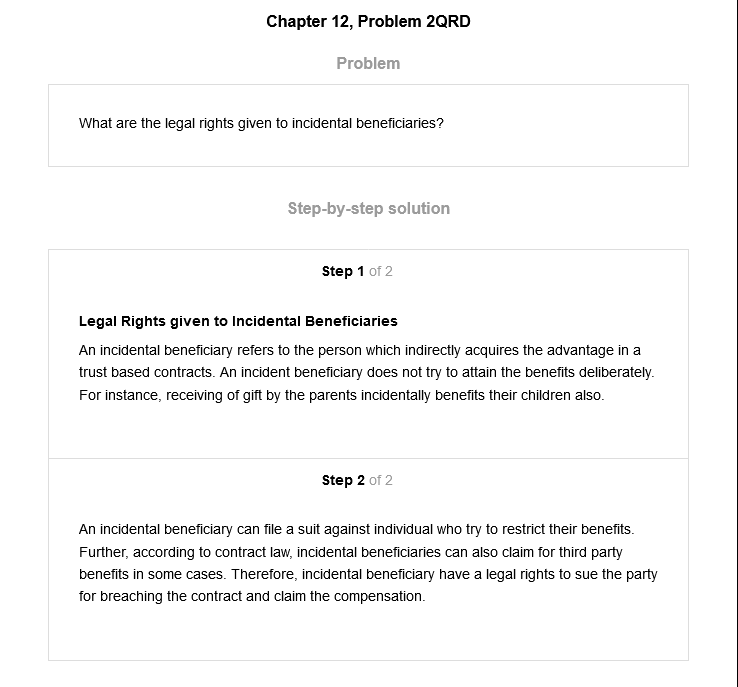 Chapter 12, Problem 2QRD
Problem
What are the legal rights given to incidental beneficiaries?
Step-by-step solution
Step 1 of 2
Legal Rights given to Incidental Beneficiaries
An incidental beneficiary refers to the person which indirectly acquires the advantage in a
trust based contracts. An incident beneficiary does not try to attain the benefits deliberately.
For instance, receiving of gift by the parents incidentally benefits their children also.
Step 2 of 2
An incidental beneficiary can file a suit against individual who try to restrict their benefits.
Further, according to contract law, incidental beneficiaries can also claim for third party
benefits in some cases. Therefore, incidental beneficiary have a legal rights to sue the party
for breaching the contract and claim the compensation.